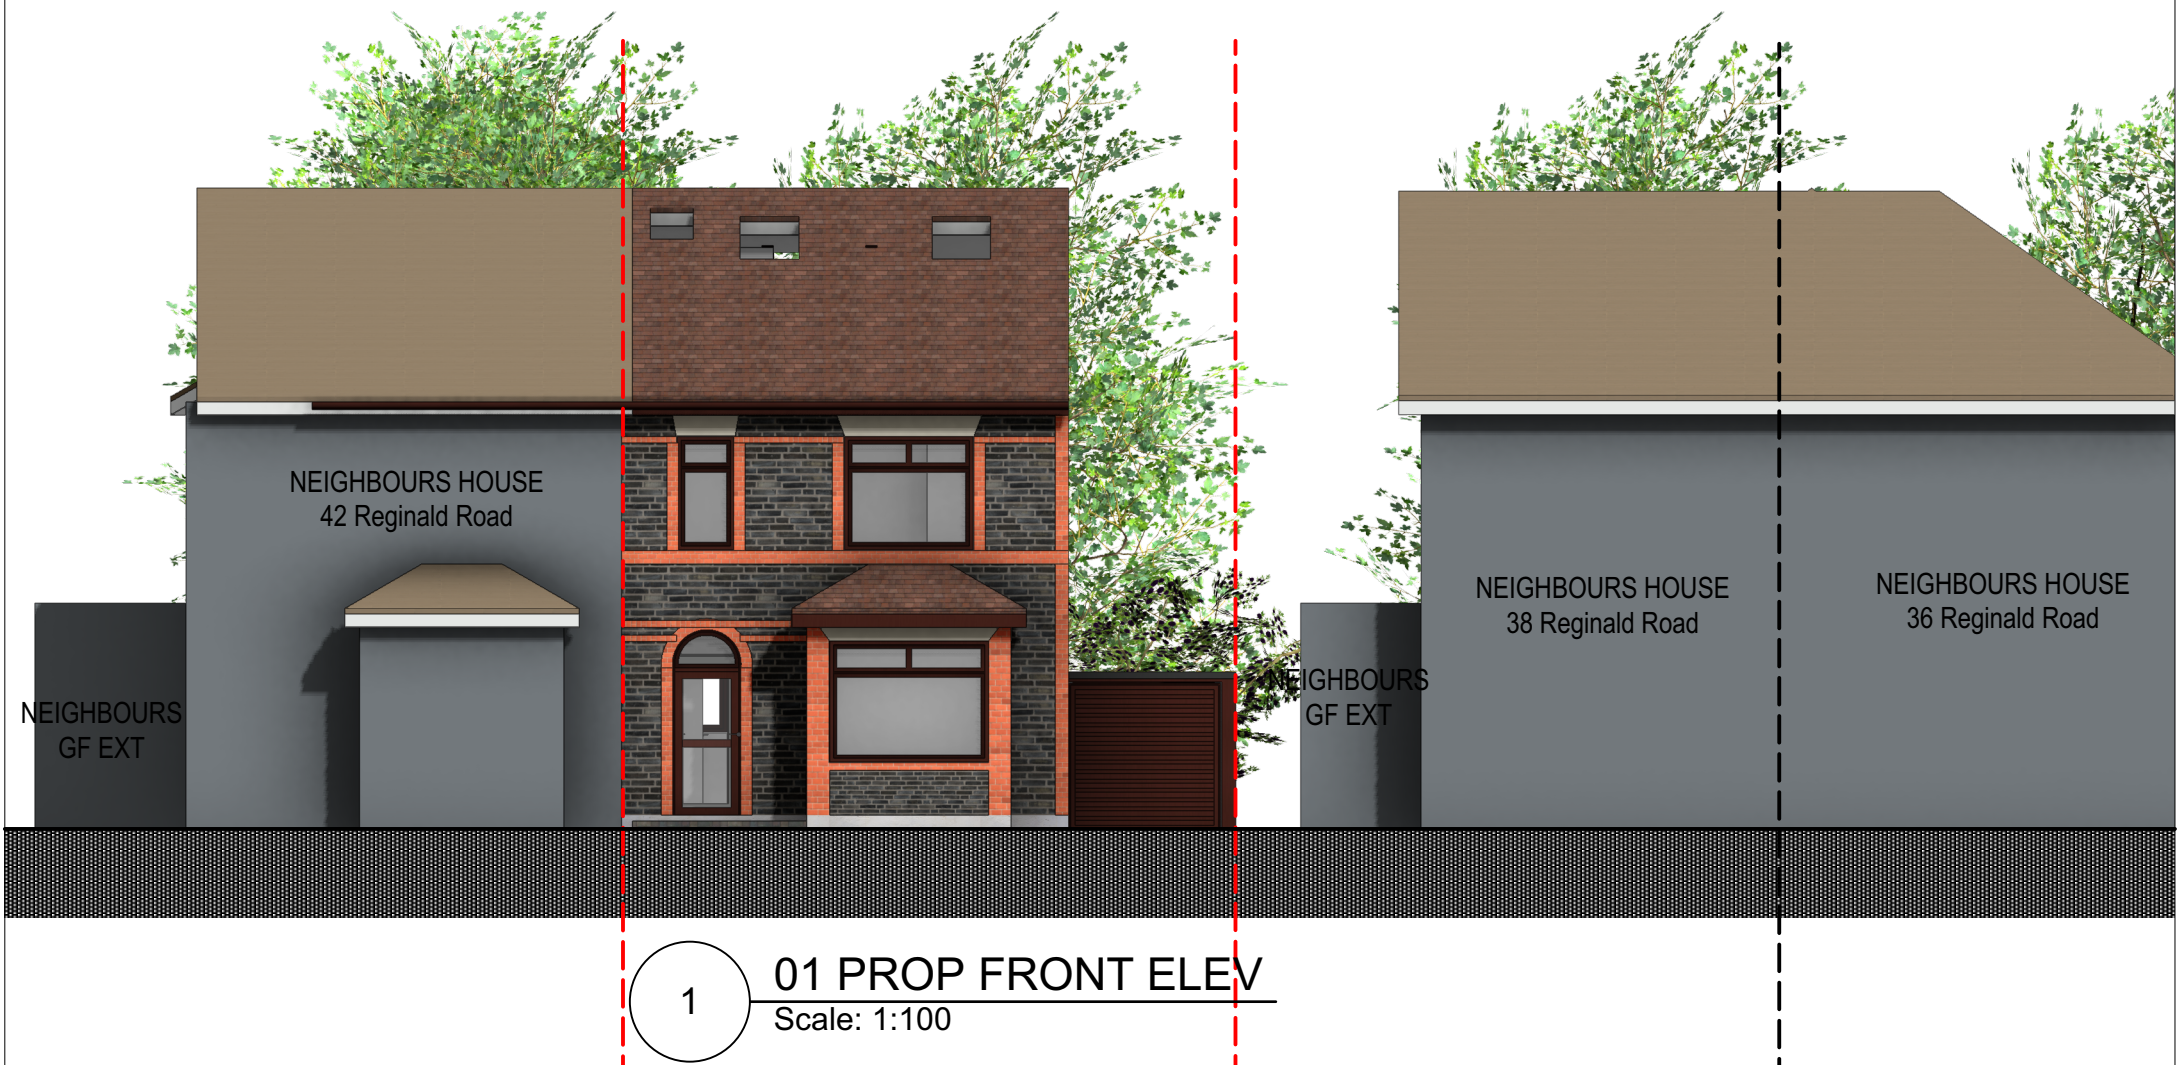 NEIGHBOURS HOUSE
42 Reginald Road
NEIGHBOURS
GF EXT
NEIGHBOURS
GF EXT
NEIGHBOURS HOUSE
38 Reginald Road
NEIGHBOURS HOUSE
36 Reginald Road
1
01 PROP FRONT ELEV
Scale: 1:100